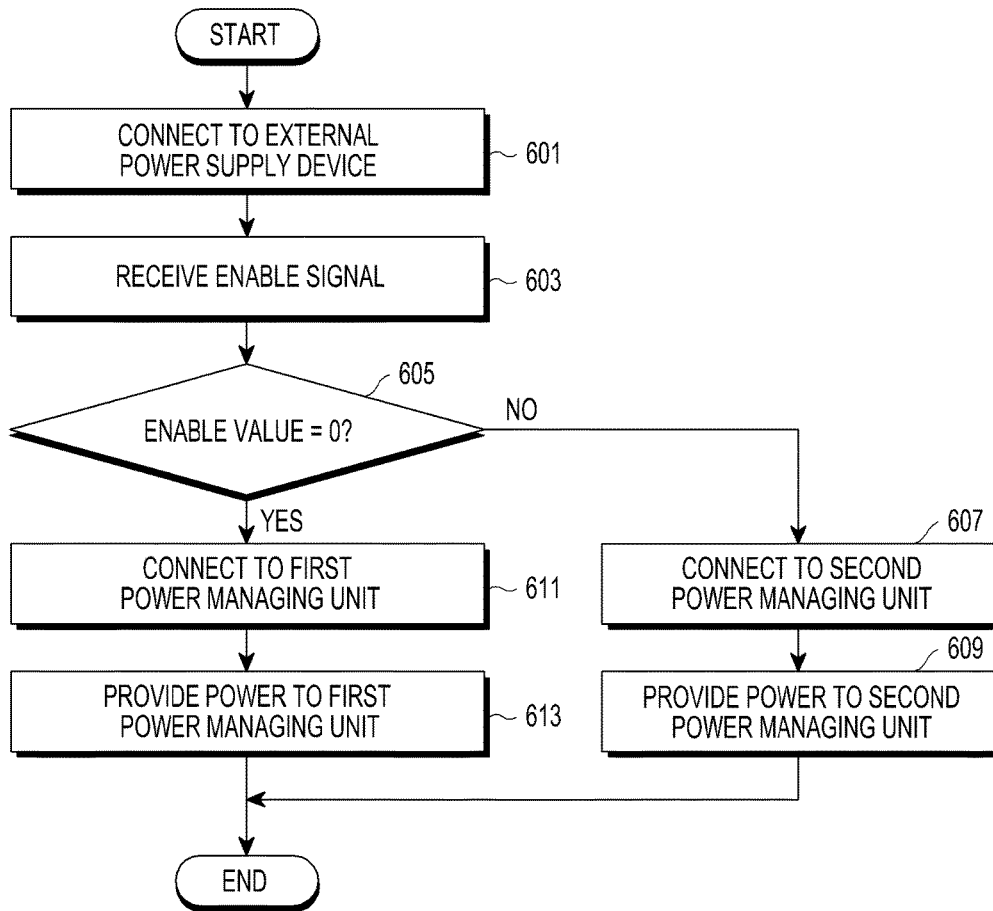 START
CONNECT TO EXTERNAL
POWER SUPPLY DEVICE
601
RECEIVE ENABLE SIGNAL
603
605
ENABLE VALUE = 0?
NO
YES
CONNECT TO FIRST
POWER MANAGING UNIT
611
607
CONNECT TO SECOND
POWER MANAGING UNIT
PROVIDE POWER TO FIRST
POWER MANAGING UNIT
613
609
PROVIDE POWER TO SECOND
POWER MANAGING UNIT
END